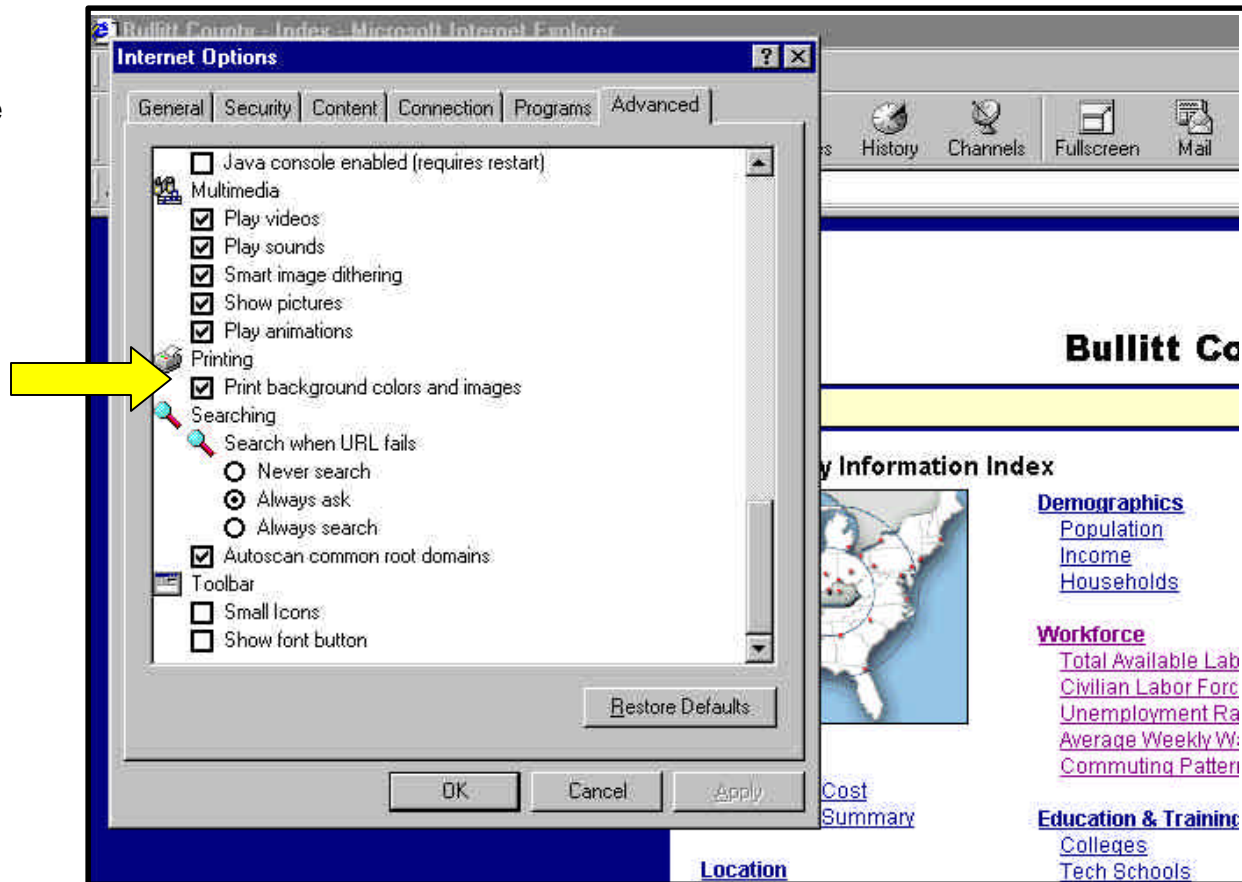 e
Bullitt County - Index - Microsoft Internet Explorer
Internet Options
General Security Content Connection Programs Advanced
History Channels Fullscreen Mail
Java console enabled (requires restart)
Multimedia
Play videos
Play sounds
Smart image dithering
Show pictures
Play animations
Printing
Print background colors and images
Searching
Search when URL fails
Never search
Always ask
Always search
Autoscan common root domains
Toolbar
Small Icons
Show font button
Restore Defaults
OK Cancel Apply
Bullitt Co
y Information Index
Demographics
Population
Income
Households
Workforce
Total Available Lab
Civilian Labor Forc
Unemployment Ra
Average Weekly Wa
Commuting Patter
Cost
Summary
Education & Training
Colleges
Tech Schools
Location